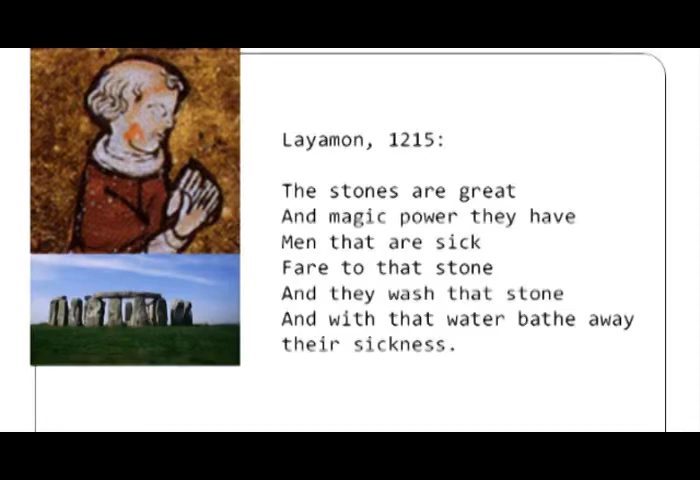 Layamon, 1215:
The stones are great
And magic power they have
Men that are sick
Fare to that stone
And they wash that stone
And with that water bathe away
their sickness.